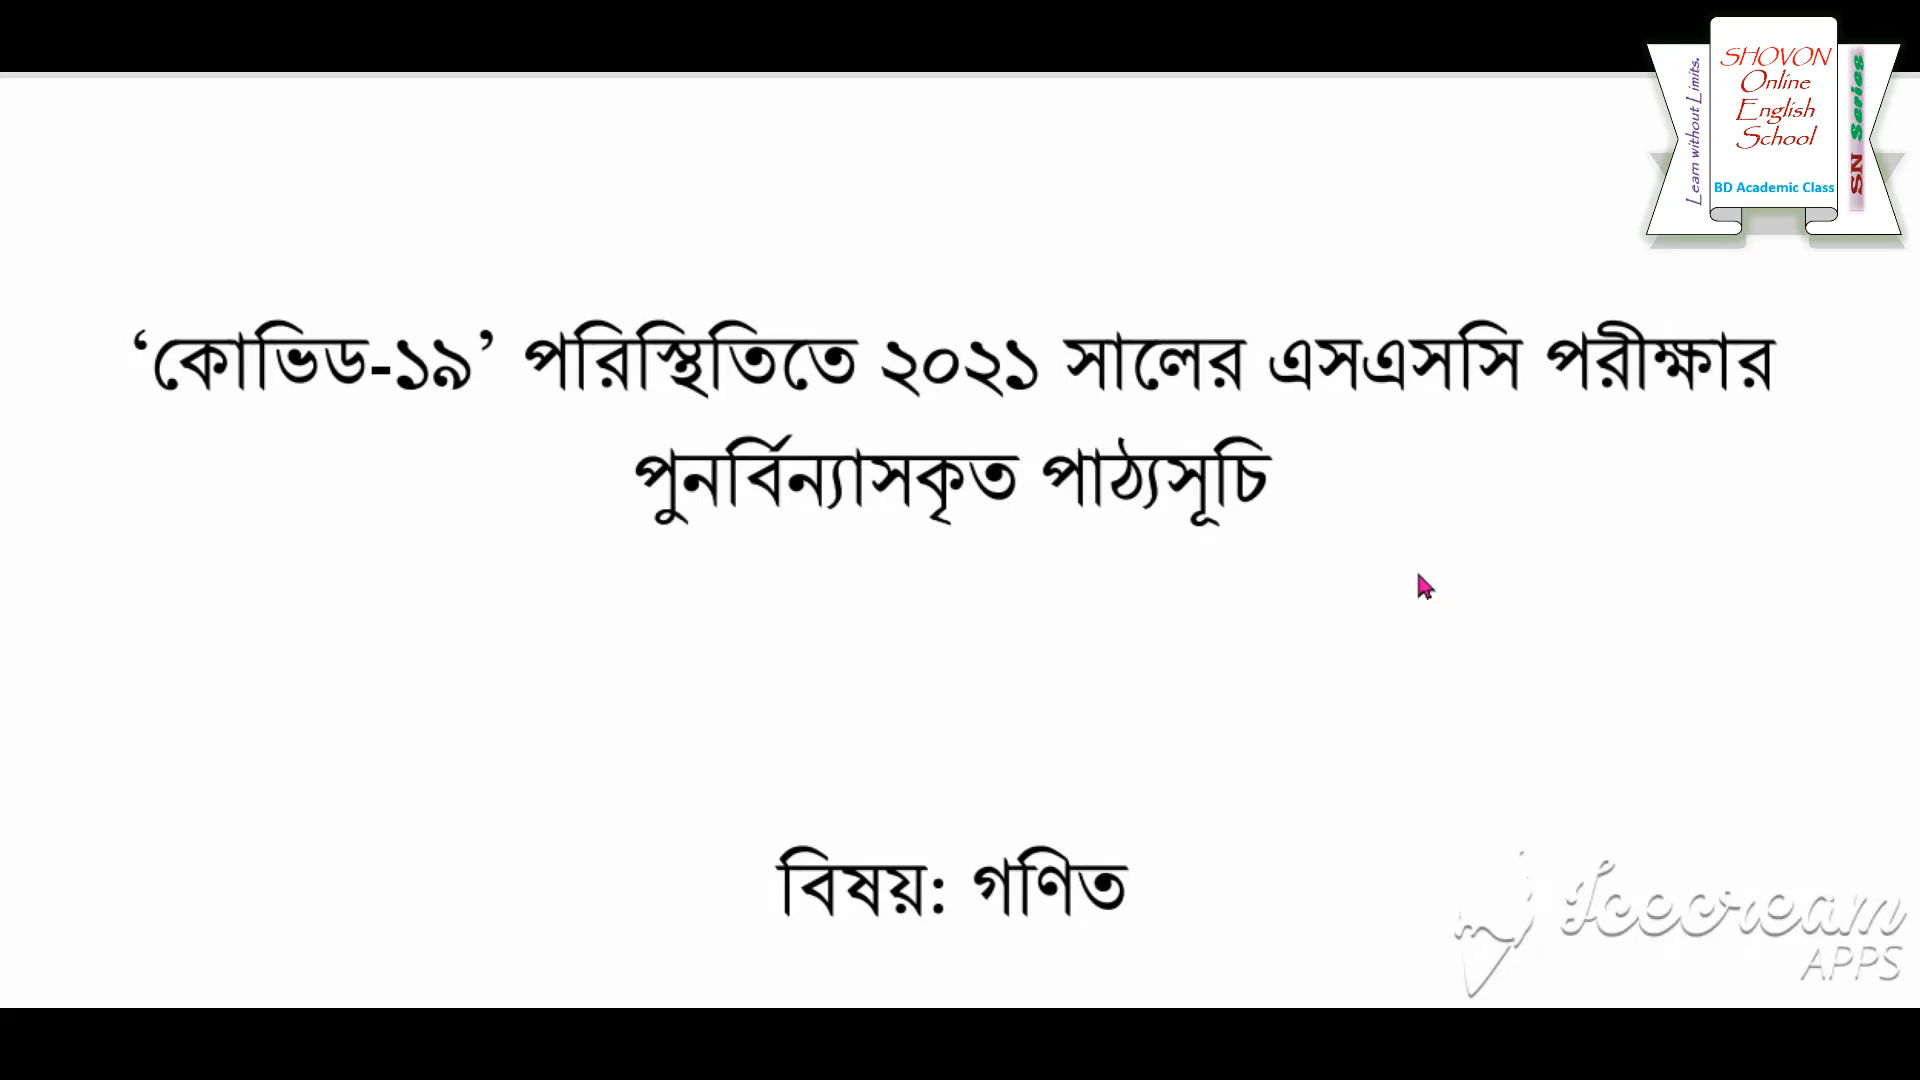 SHOVON
Online
English
School
BD Academic Class
Learn without Limits.
SN Series
‘কোভিড-১৯’ পরিস্থিতিতে ২০২১ সালের এসএসসি পরীক্ষার
পুনর্বিন্যাসকৃত পাঠ্যসূচি
বিষয়: গণিত
Icecream
APPS